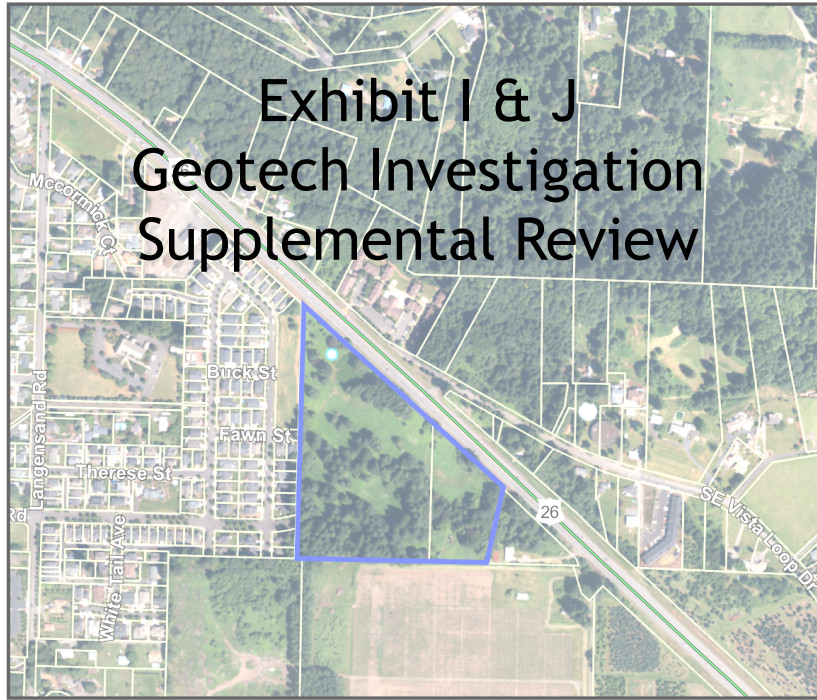 Exhibit I & J
Geotech Investigation
Supplemental Review
Mccormick Ct
Buck St
Langensand Rd
Fawn St
Therese St
Rd
26
SE Vista Loop Dr
White Tail Ave